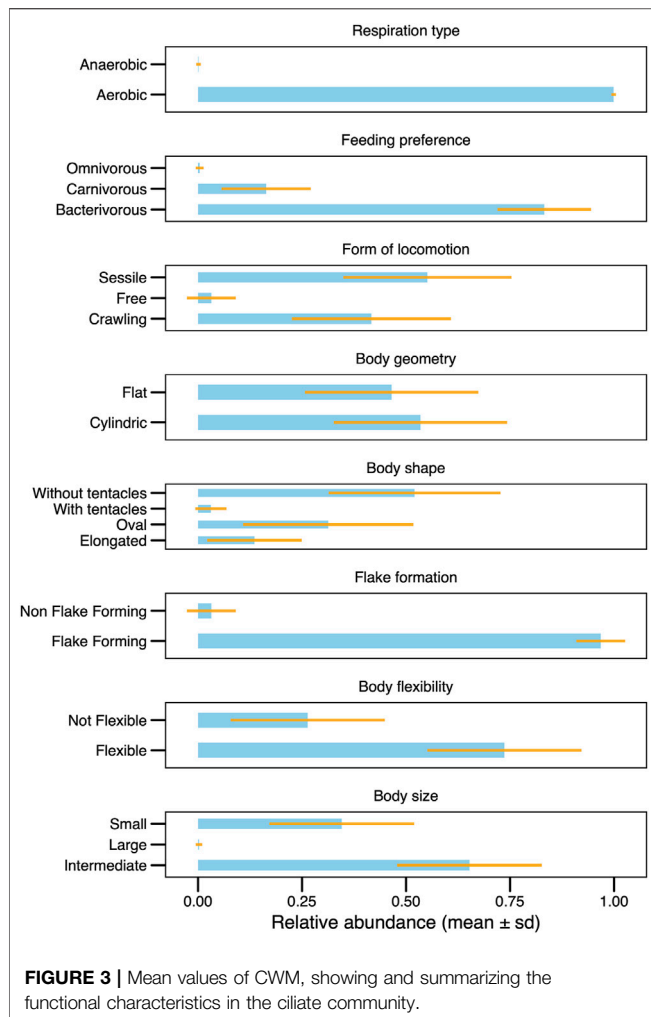 Respiration type
Anaerobic
Aerobic
Feeding preference
Omnivorous
Carnivorous
Bacterivorous
Form of locomotion
Sessile
Free
Crawling
Body geometry
Flat
Cylindric
Body shape
Without tentacles
With tentacles
Oval
Elongated
Flake formation
Non Flake Forming
Flake Forming
Body flexibility
Not Flexible
Flexible
Body size
Small
Large
Intermediate
0.00 0.25 0.50 0.75 1.00
Relative abundance (mean ± sd)
FIGURE 3 | Mean values of CWM, showing and summarizing the
functional characteristics in the ciliate community.